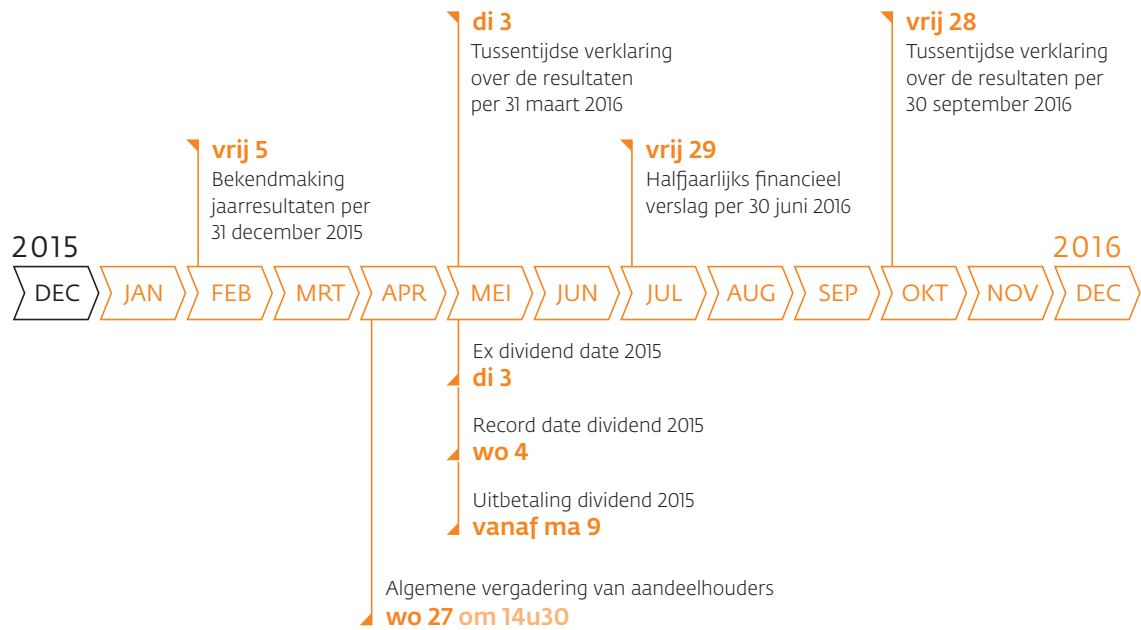 di 3
Tussentijdse verklaring
over de resultaten
per 31 maart 2016
vrij 28
Tussentijdse verklaring
over de resultaten per
30 september 2016
vrij 5
Bekendmaking
jaarresultaten per
31 december 2015
vrij 29
Halfjaarlijks financieel
verslag per 30 juni 2016
2015
2016
DEC JAN FEB MRT APR MEI JUN JUL AUG SEP OKT NOV DEC
Ex dividend date 2015
di 3
Record date dividend 2015
wo 4
Uitbetaling dividend 2015
vanaf ma 9
Algemene vergadering van aandeelhouders
wo 27 om 14u30